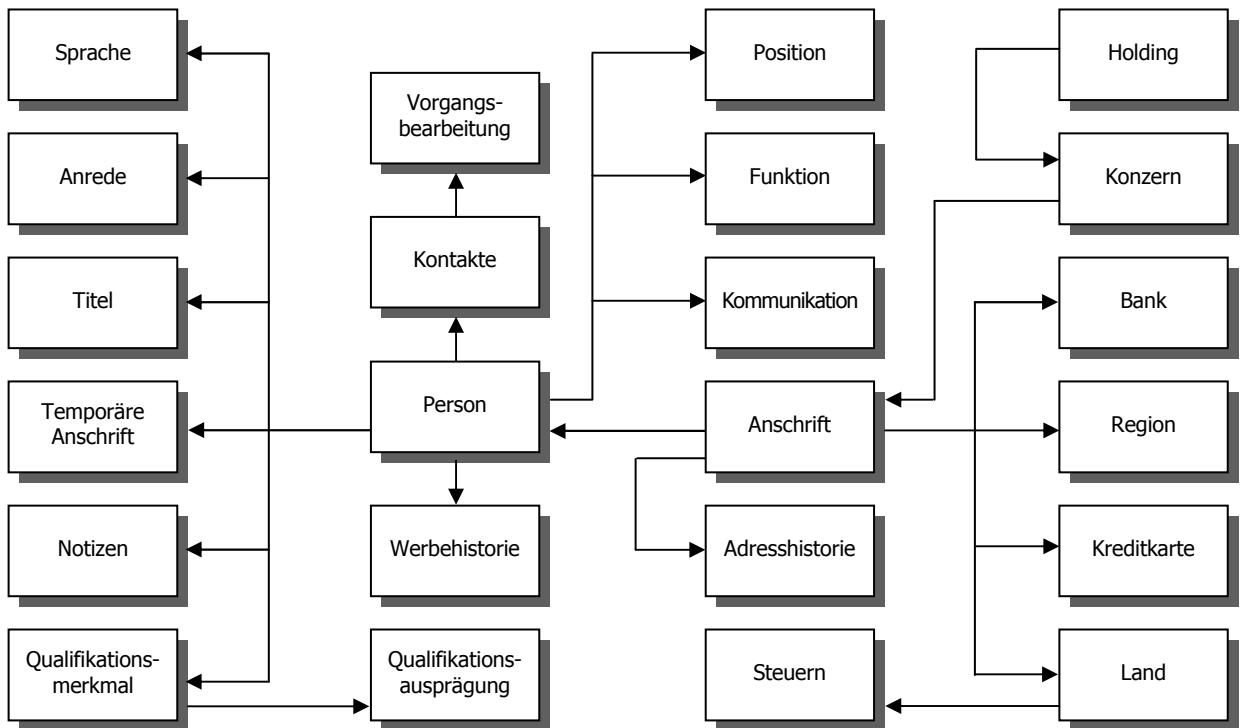 Sprache
Position
Holding
Vorgangs-
bearbeitung
Anrede
Funktion
Konzern
Kontakte
Titel
Kommunikation
Bank
Temporäre
Anschrift
Person
Anschrift
Region
Notizen
Werbehistorie
Adresshistorie
Kreditkarte
Qualifikations-
merkmal
Qualifikations-
ausprägung
Steuern
Land